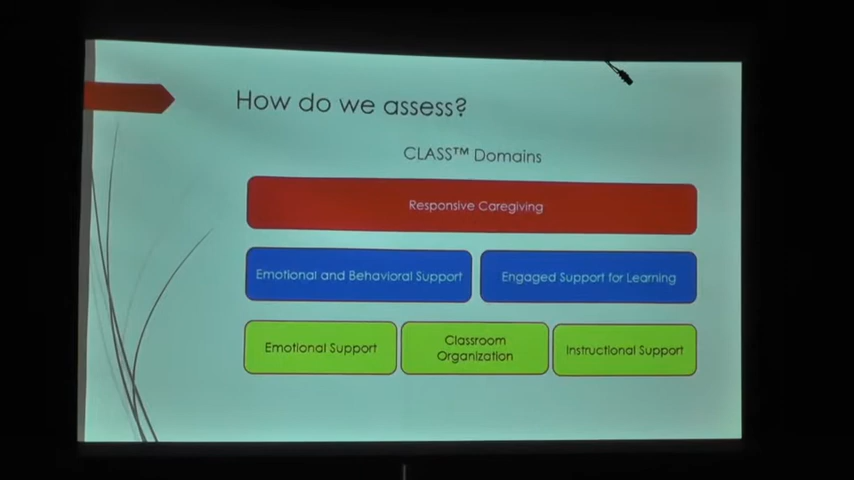 How do we assess?
CLASS™ Domains
Responsive Caregiving
Emotional and Behavioral Support
Engaged Support for Learning
Emotional Support
Classroom
Organization
Instructional Support